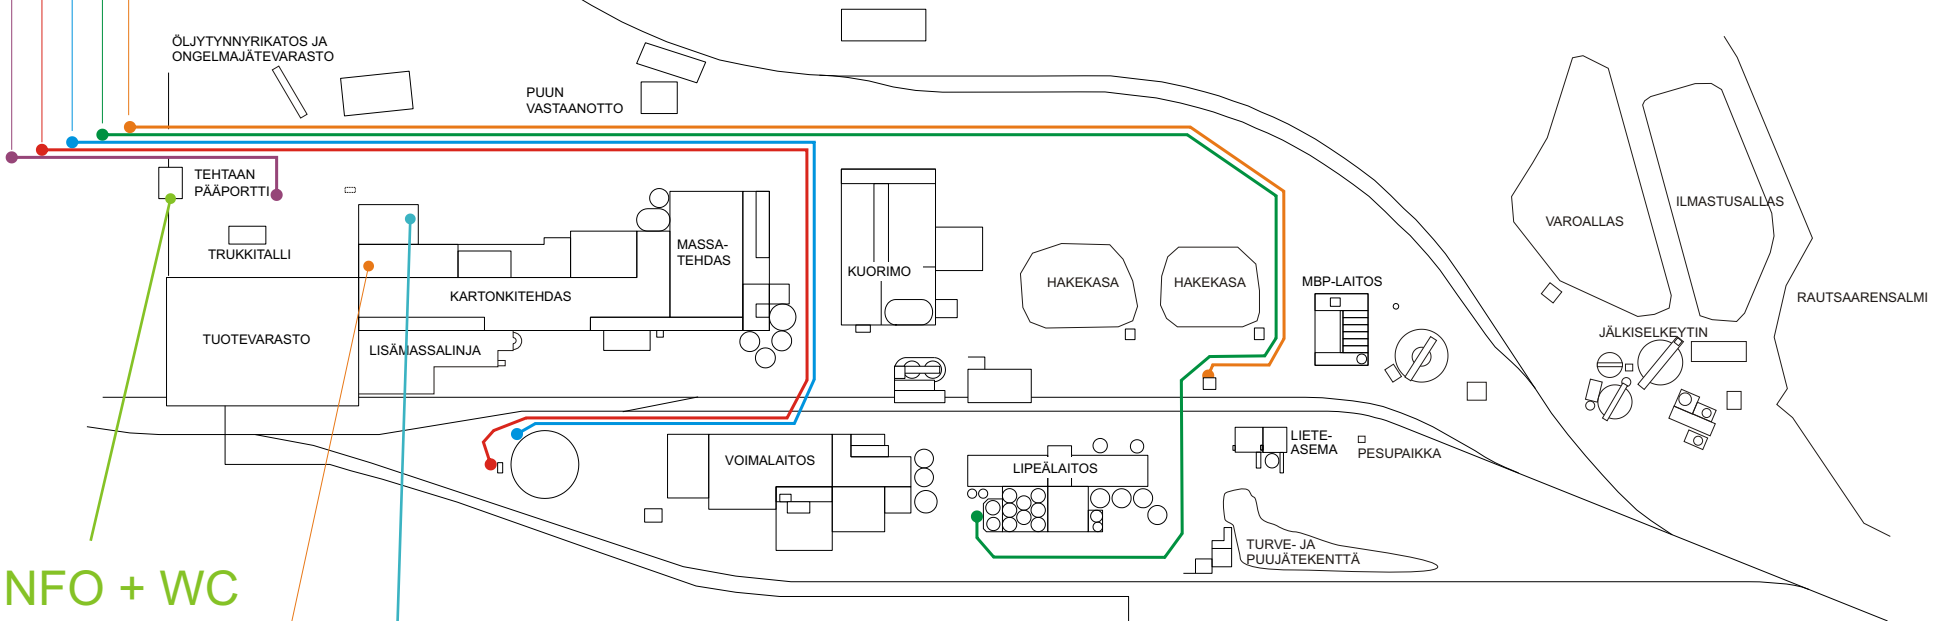 ÖLJYTYNNYRIKATOS JA
ONGELMAJÄTEVARASTO
PUUN
VASTAANOTTO
TEHTAAN
PÄÄPORTTI
TRUKKITALLI
MASSA-
TEHDAS
KUORIMO
HAKEKASA
HAKEKASA
MBP-LAITOS
VAROALLAS
ILMASTUSALLAS
RAUTSAARENSALMI
KARTONKITEHDAS
TUOTEVARASTO
LISÄMASSALINJA
JÄLKISELKEYTIN
VOIMALAITOS
LIPEÄLAITOS
LIETE-
ASEMA
PESUPAIKKA
TURVE- JA
PUUJÄTEKENTTÄ
NFO + WC